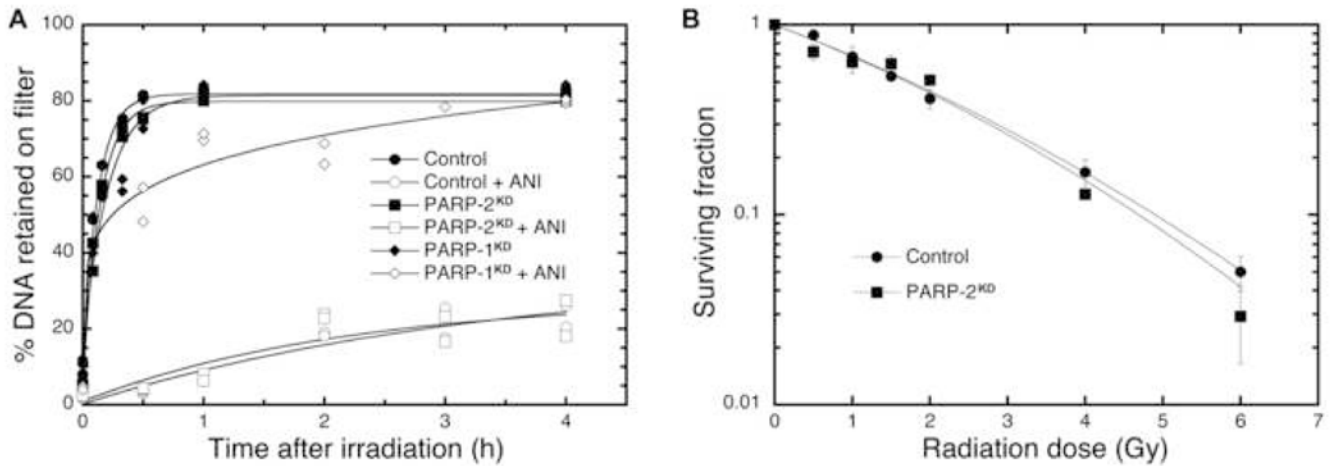 A
100
80
60
40
20
0
% DNA retained on filter
Control
Control + ANI
PARP-2KD
PARP-2KD + ANI
PARP-1KD
PARP-1KD + ANI
0 1 2 3 4
Time after irradiation (h)
B
1
0.1
0.01
Surviving fraction
Control
PARP-2KD
0 1 2 3 4 5 6 7
Radiation dose (Gy)